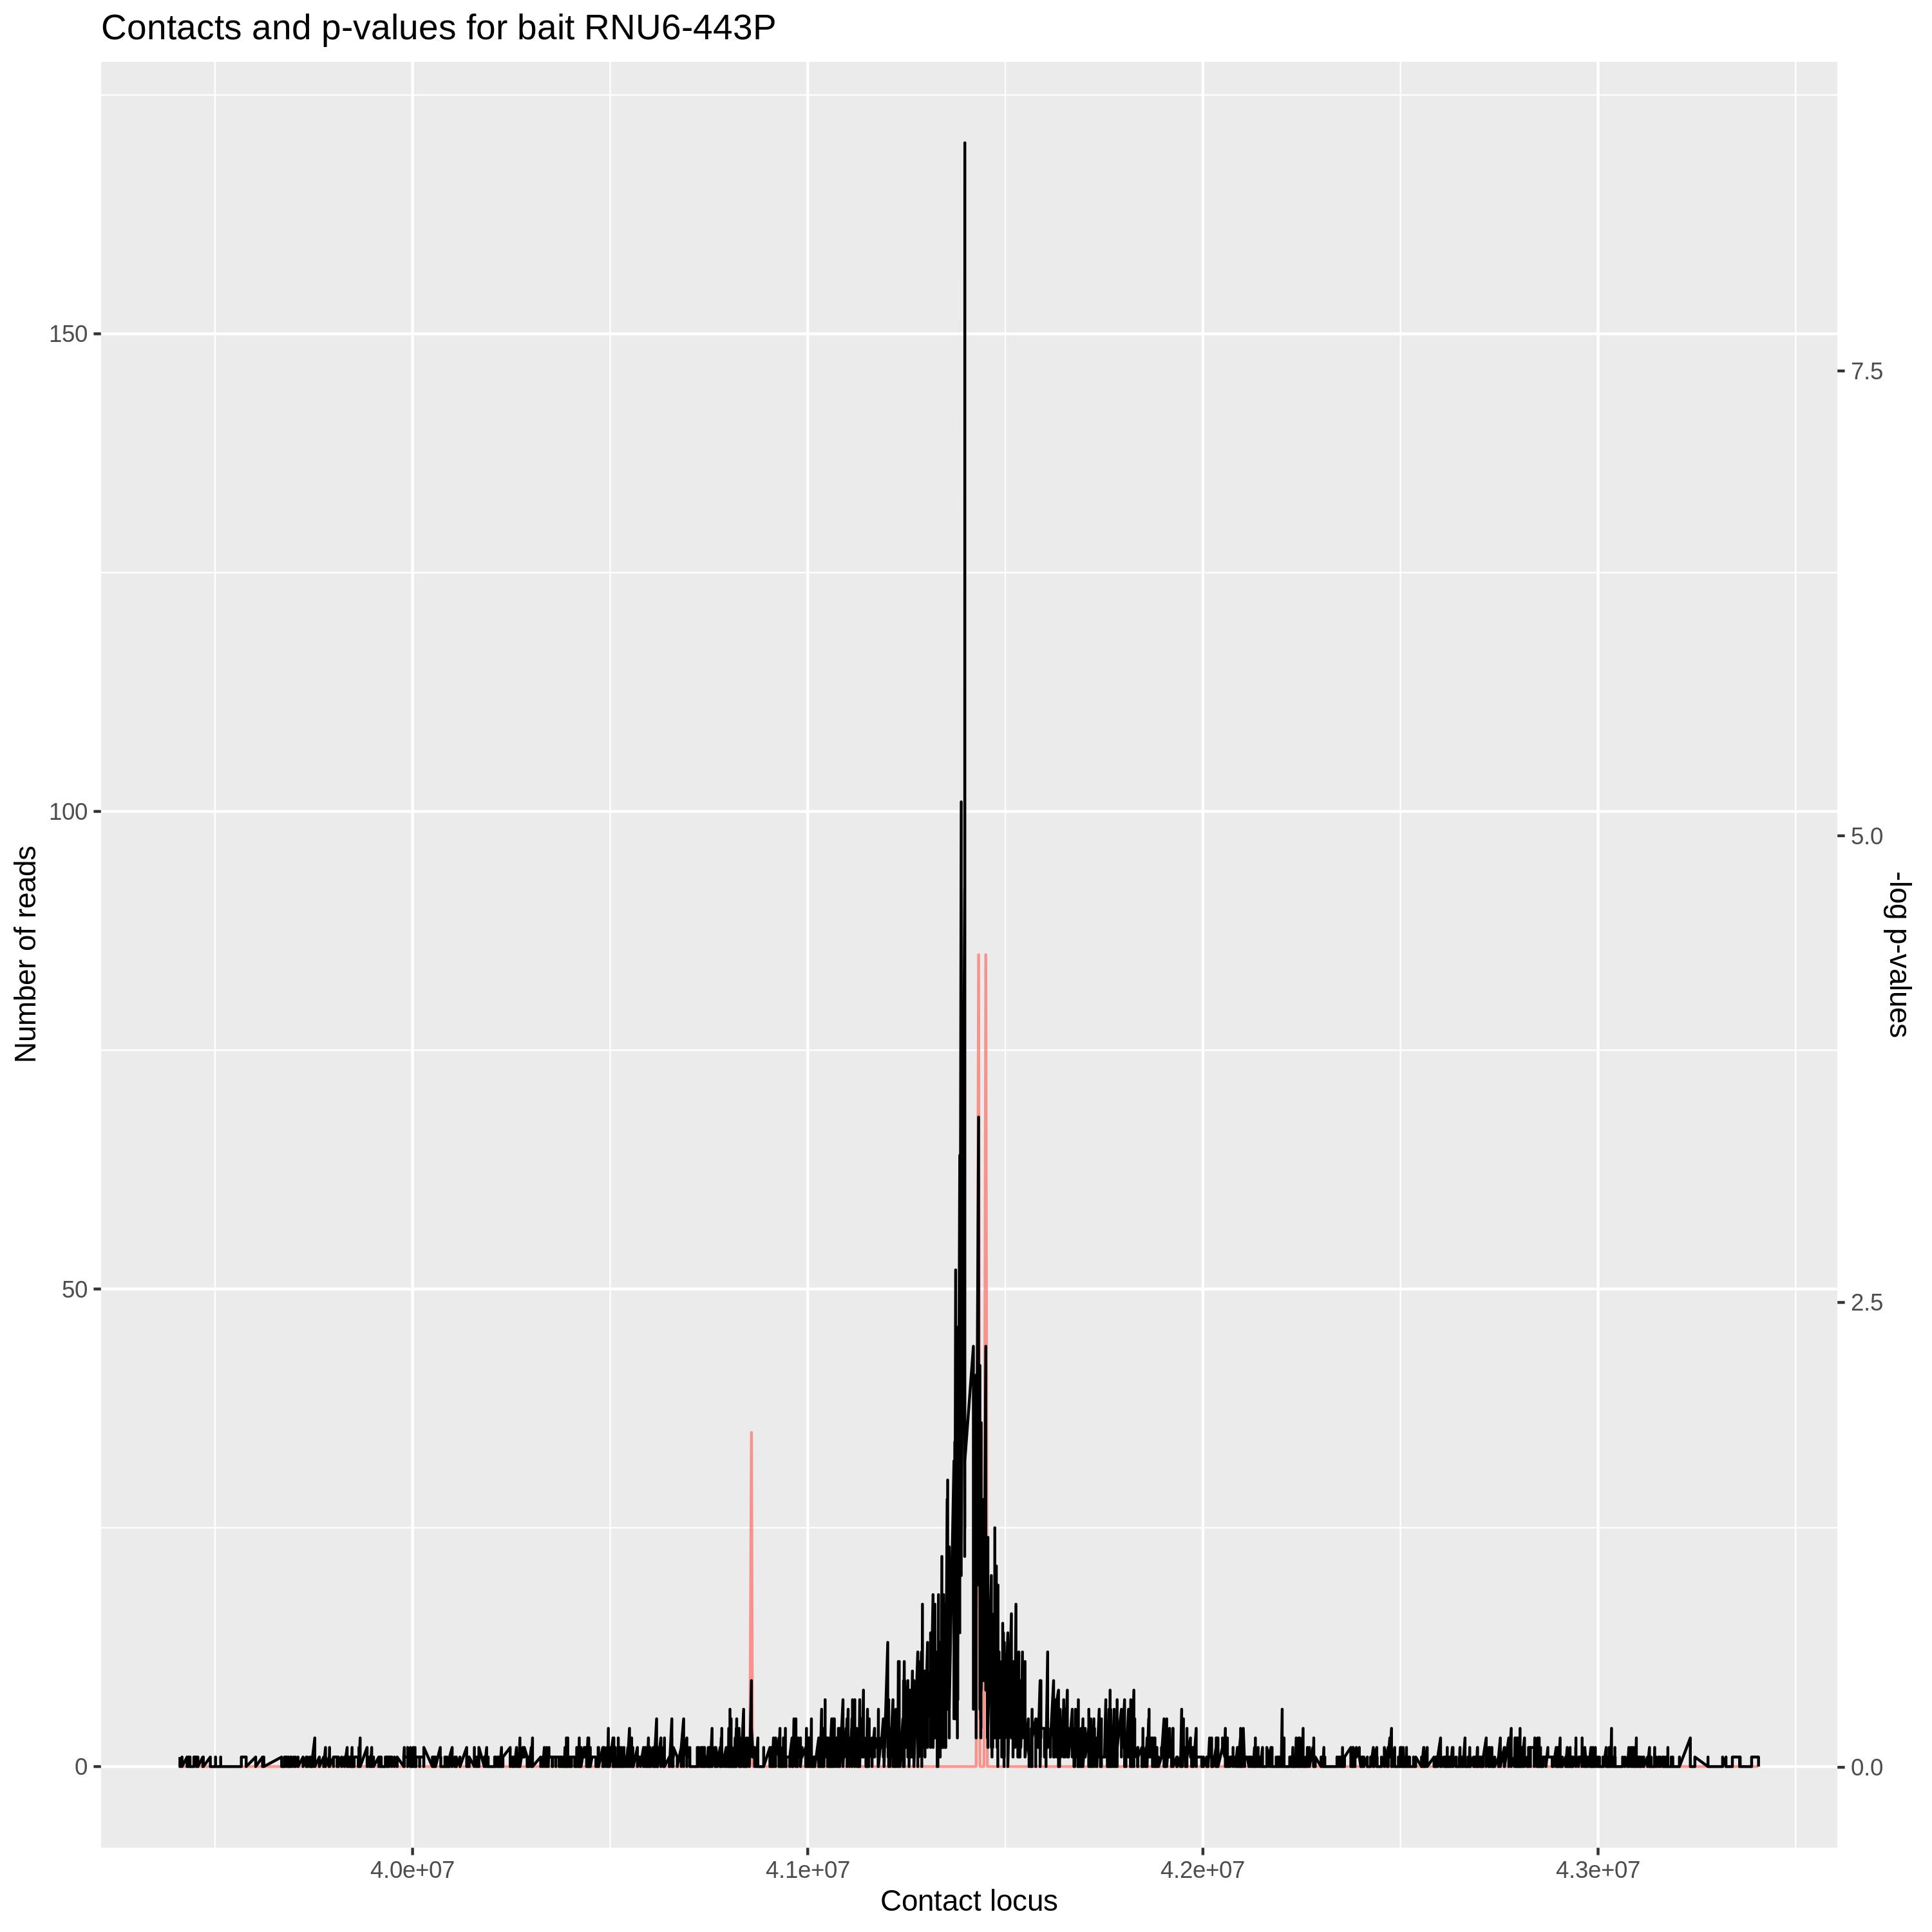 Contacts and p-values for bait RNU6-443P
150
100
50
0
Number of reads
7.5
5.0
2.5
0.0
-log p-values
4.0e+07
4.1e+07
4.2e+07
4.3e+07
Contact locus